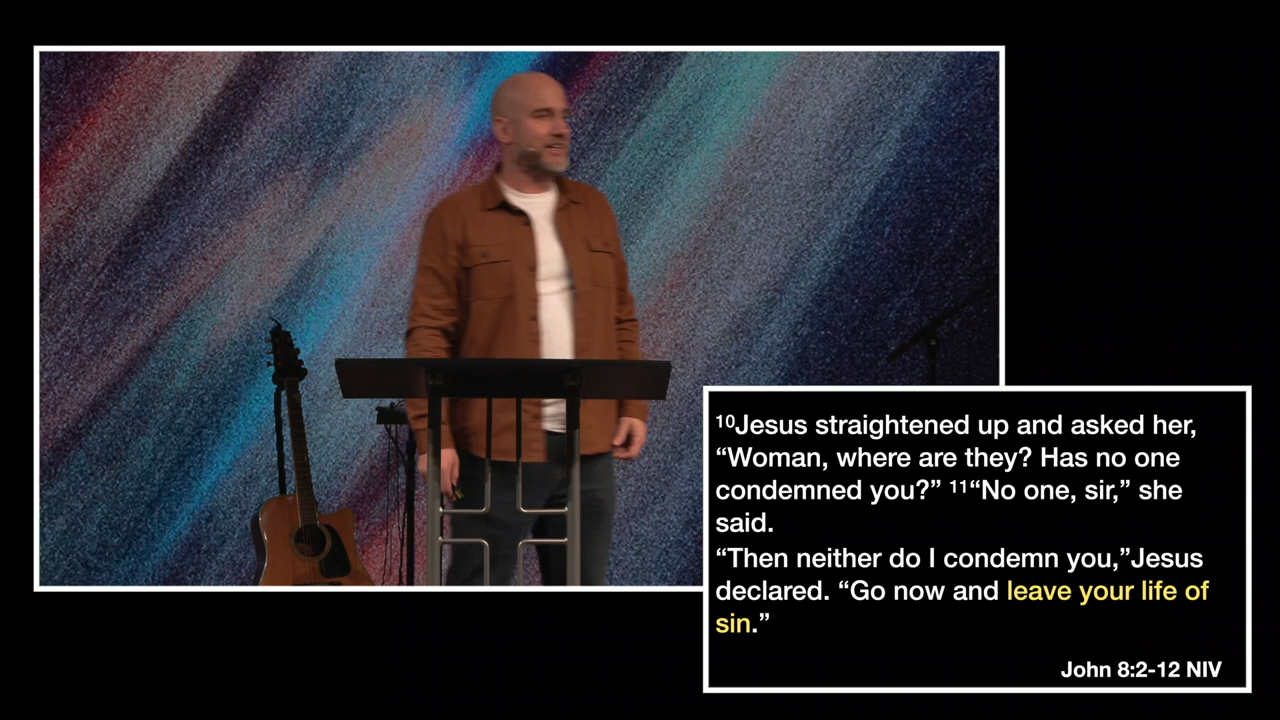 ¹⁰Jesus straightened up and asked her,
“Woman, where are they? Has no one
condemned you?” ¹¹“No one, sir,” she
said.
“Then neither do I condemn you,”Jesus
declared. “Go now and leave your life of
sin.”
John 8:2-12 NIV